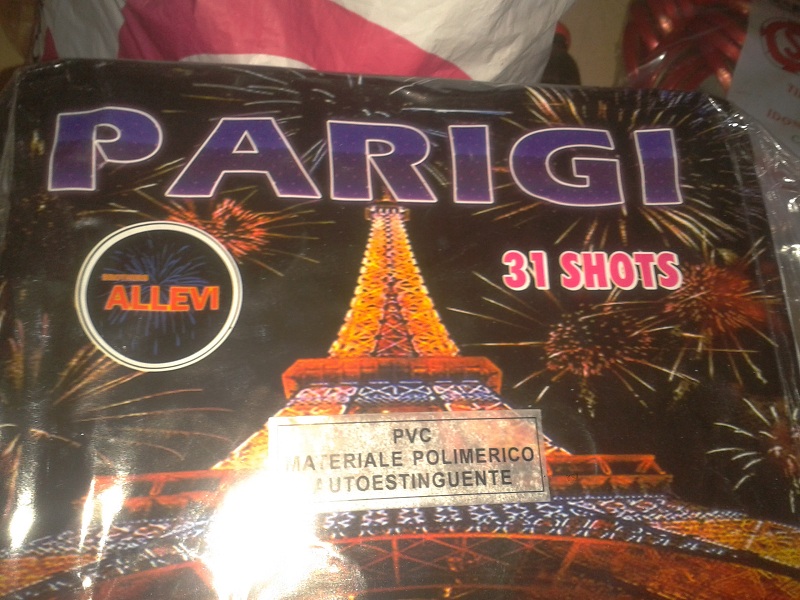 PARIGI
31 SHOTS
ALLEVI
PVC
MATERIALE POLIMERICO
AUTOESTINGUENTE